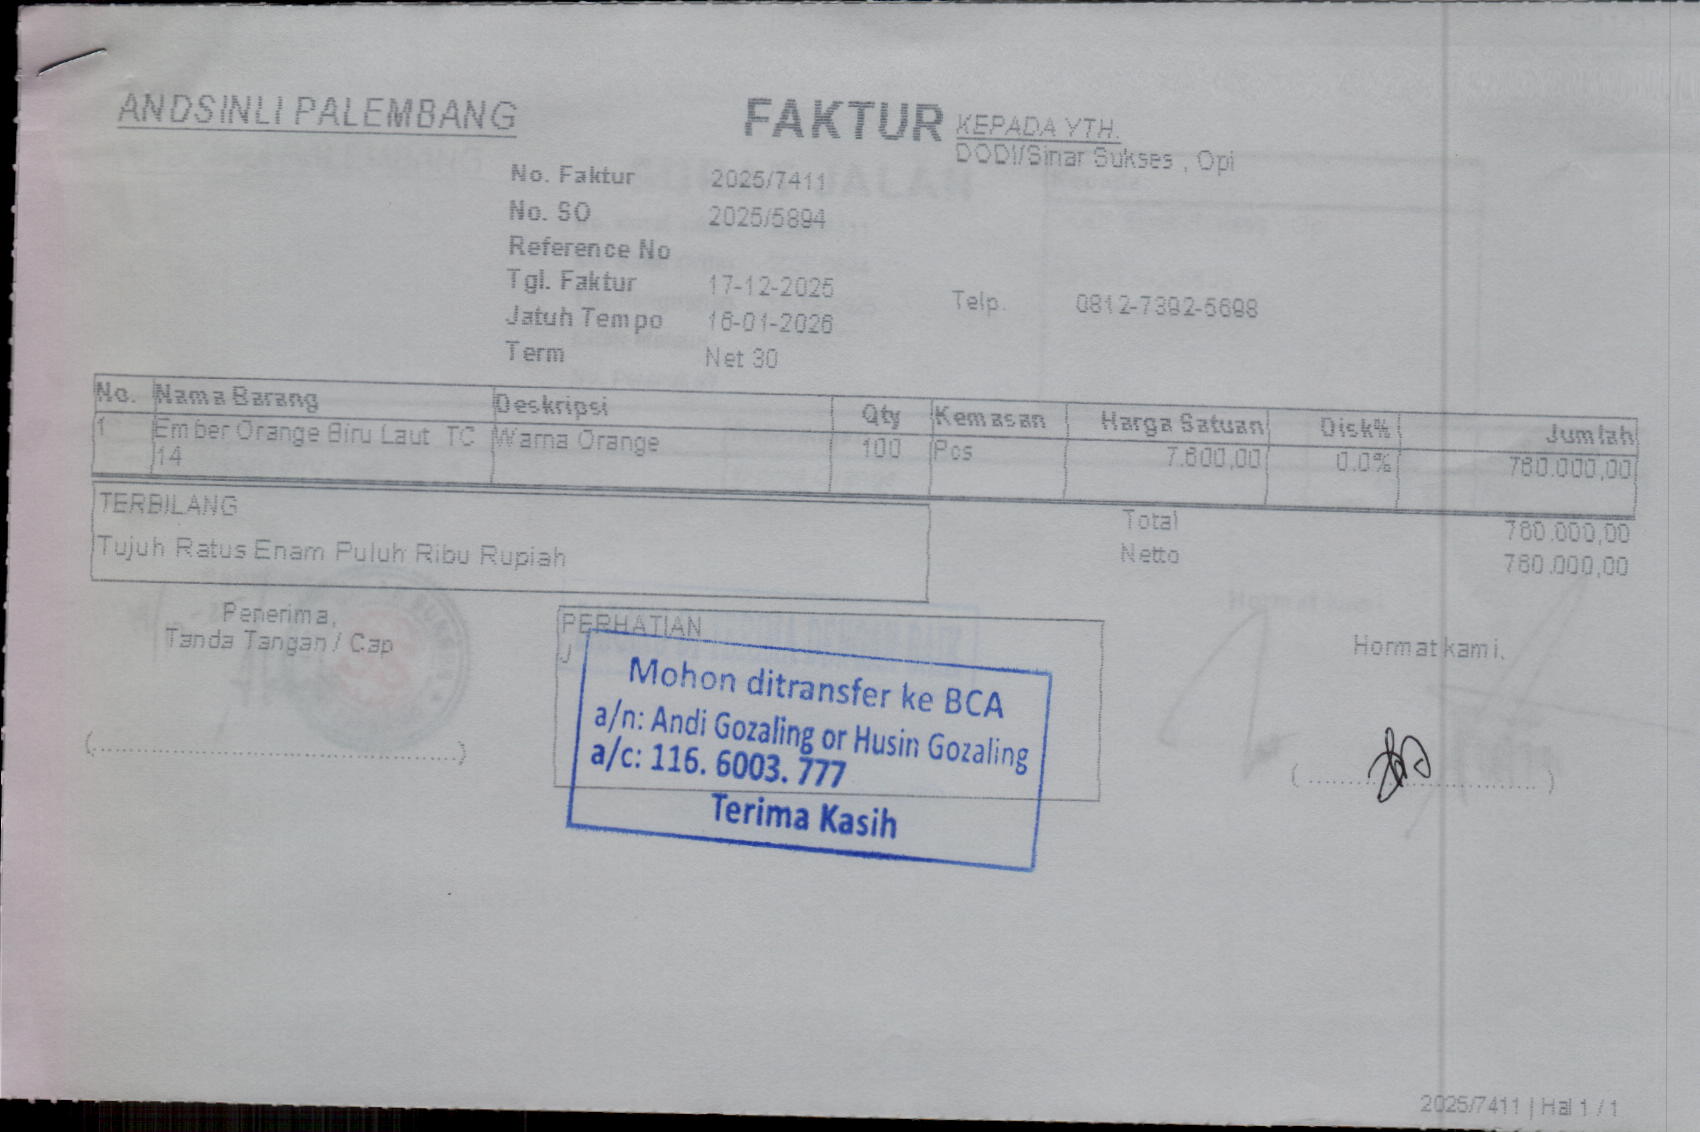 ANDSINLI PALEMBANG
FAKTUR
KEPADA YTH.
DODI/Sinar Sukses , Opi
No. Faktur 2025/7411
No. SO 2025/5894
Reference No
Tgl. Faktur 17-12-2025
Telp. 0812-7392-5698
Jatuh Tempo 16-01-2026
Term Net 30
No. Nama Barang Deskripsi Qty Kemasan Harga Satuan Disk% Jumlah
1 Ember Orange Biru Laut TC Warna Orange 100 Pcs 7.600,00 0.0% 760.000,00
14
TERBILANG
Total 760.000,00
Tujuh Ratus Enam Puluh Ribu Rupiah
Netto 760.000,00
Penerima,
Tanda Tangan / Cap
PERHATIAN
J
Hormat kami,
Mohon ditransfer ke BCA
a/n: Andi Gozaling or Husin Gozaling
a/c: 116. 6003. 777
Terima Kasih
(..............................................)
( .................................. )
2025/7411 | Hal 1 / 1